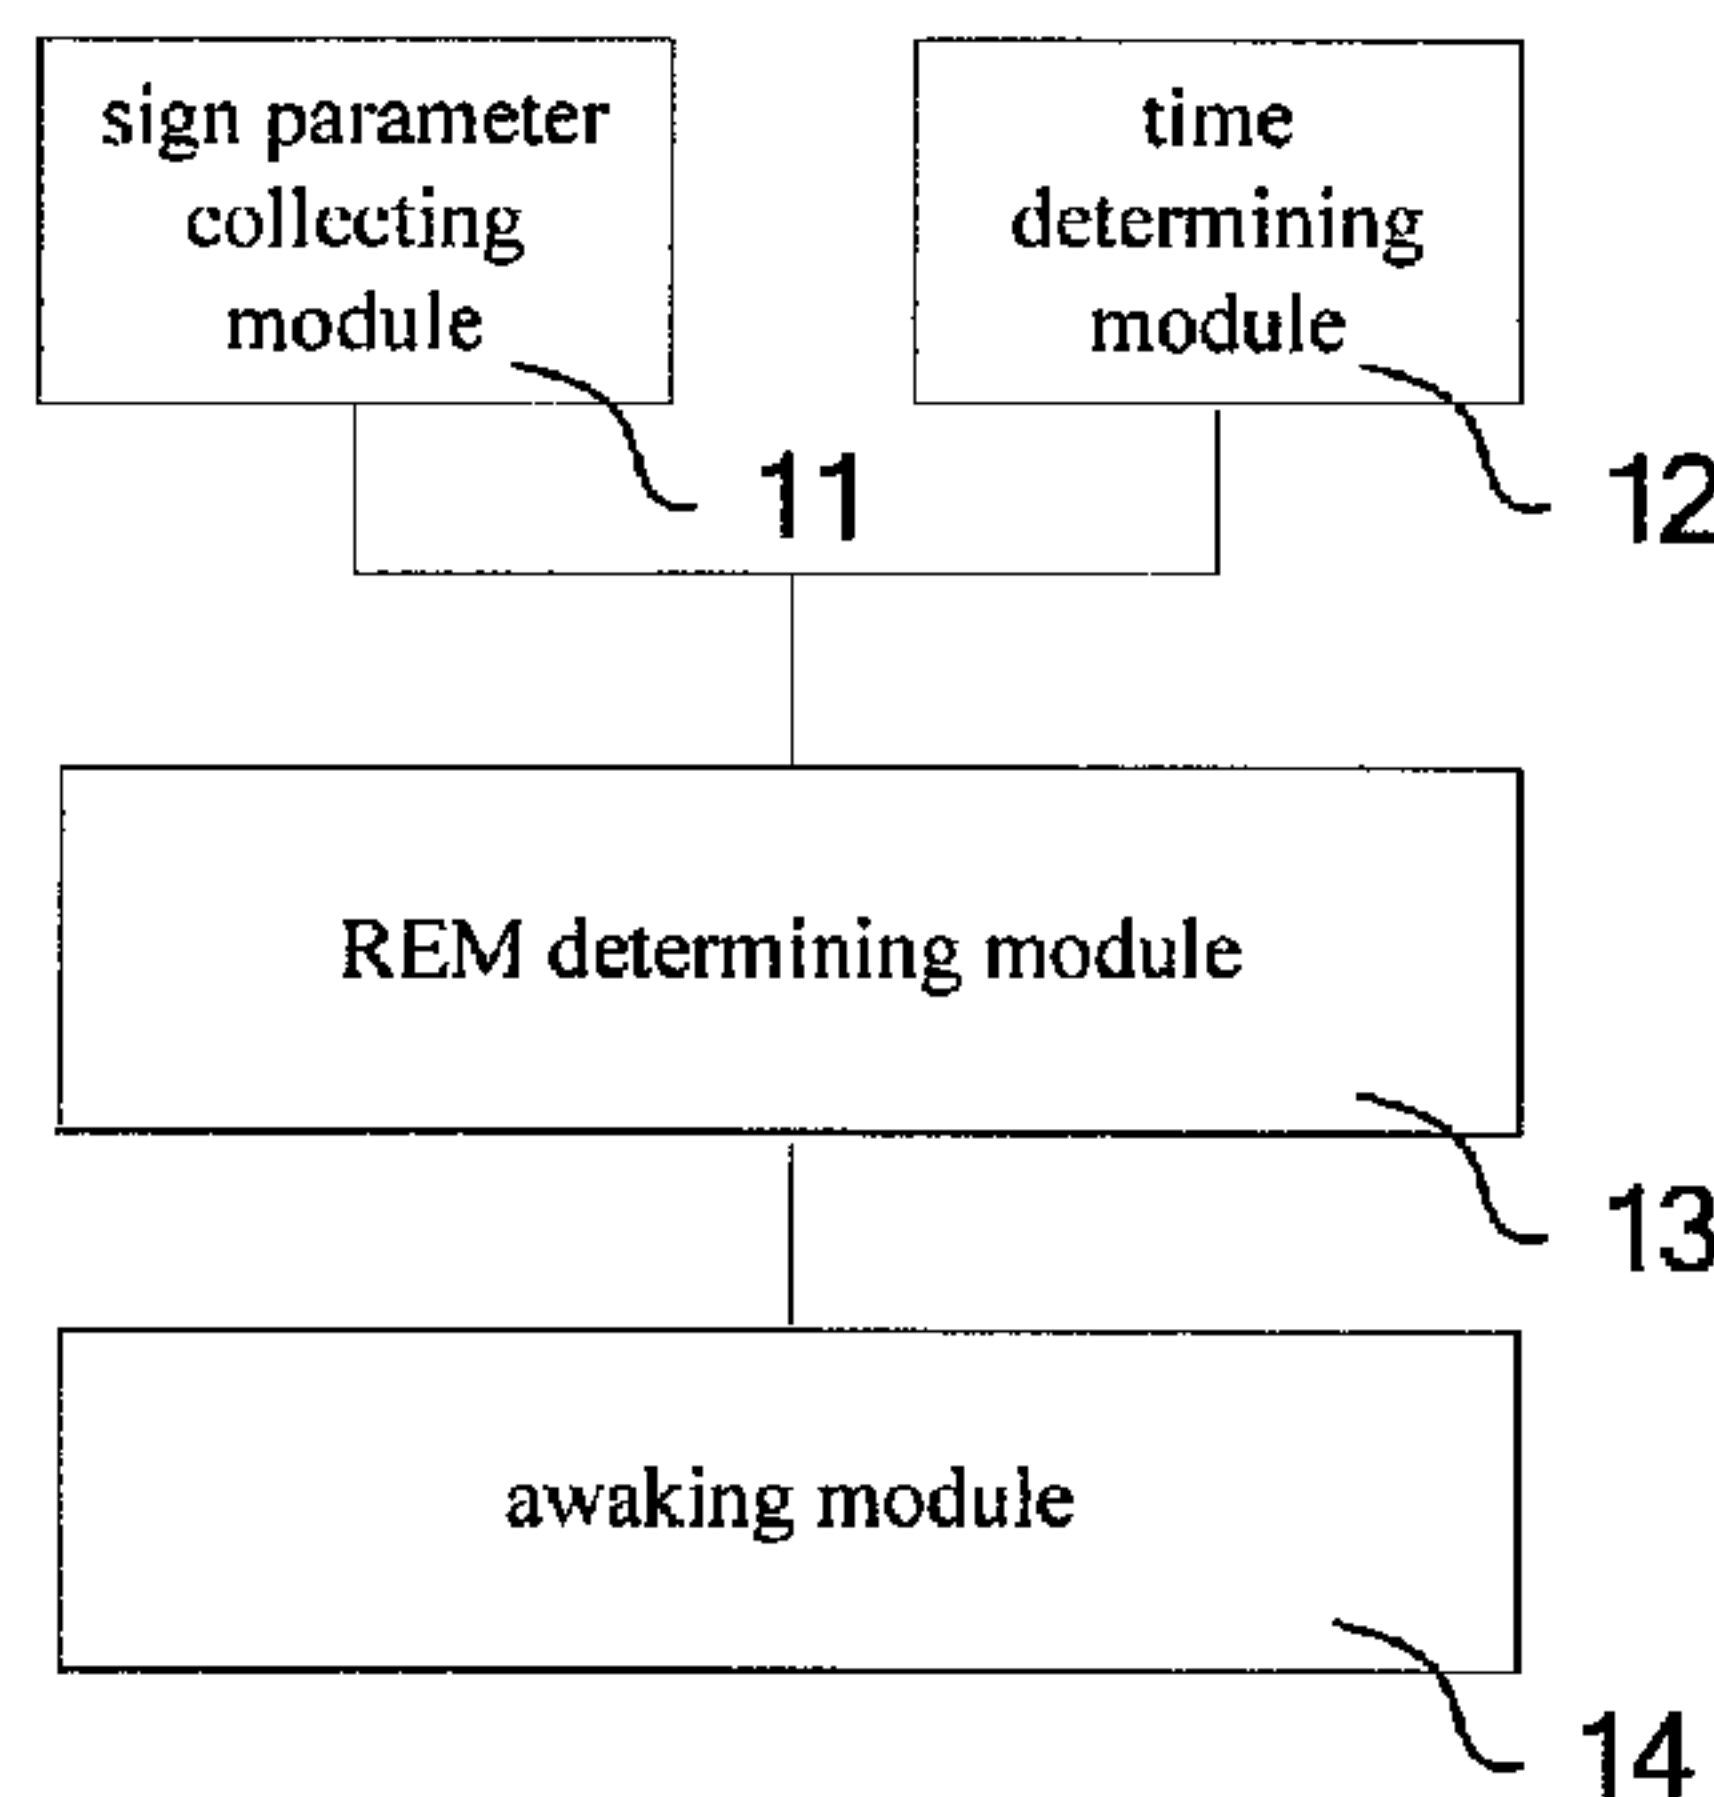 sign parameter
collecting
module
time
determining
module
11
12
REM determining module
13
awaking module
14